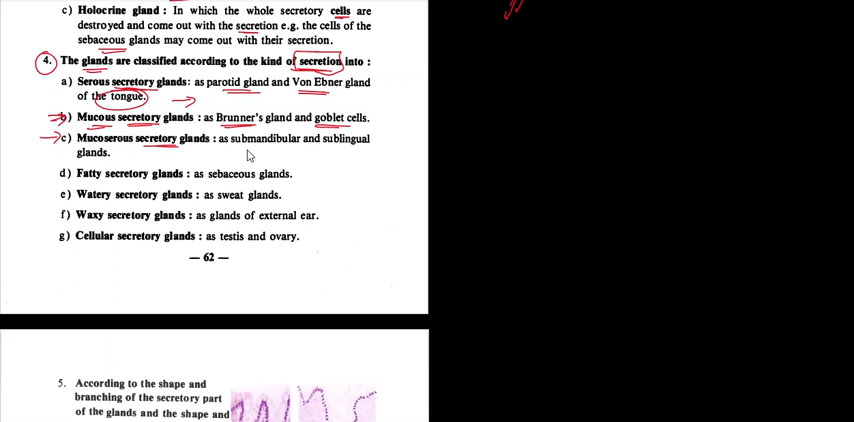 c) Holocrine gland : In which the whole secretory cells are
destroyed and come out with the secretion e.g. the cells of the
sebaceous glands may come out with their secretion.
4. The glands are classified according to the kind of secretion into :
a) Serous secretory glands: as parotid gland and Von Ebner gland
of the tongue.
b) Mucous secretory glands : as Brunner's gland and goblet cells.
c) Mucoserous secretory glands : as submandibular and sublingual
glands.
d) Fatty secretory glands : as sebaceous glands.
e) Watery secretory glands : as sweat glands.
f) Waxy secretory glands : as glands of external ear.
g) Cellular secretory glands : as testis and ovary.
— 62 —
5. According to the shape and
branching of the secretory part
of the glands and the shape and